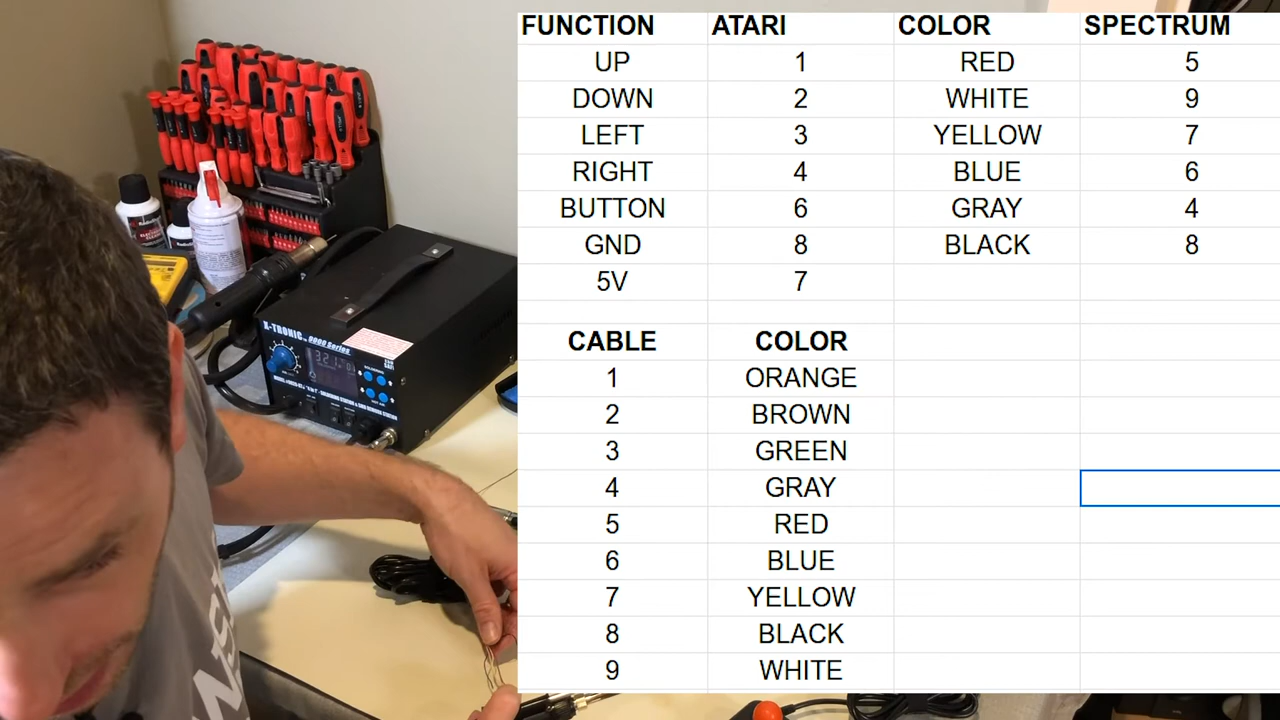 FUNCTION ATARI COLOR SPECTRUM
UP 1 RED 5
DOWN 2 WHITE 9
LEFT 3 YELLOW 7
RIGHT 4 BLUE 6
BUTTON 6 GRAY 4
GND 8 BLACK 8
5V 7
CABLE COLOR
1 ORANGE
2 BROWN
3 GREEN
4 GRAY
5 RED
6 BLUE
7 YELLOW
8 BLACK
9 WHITE
X-TRONIC 9000 Series